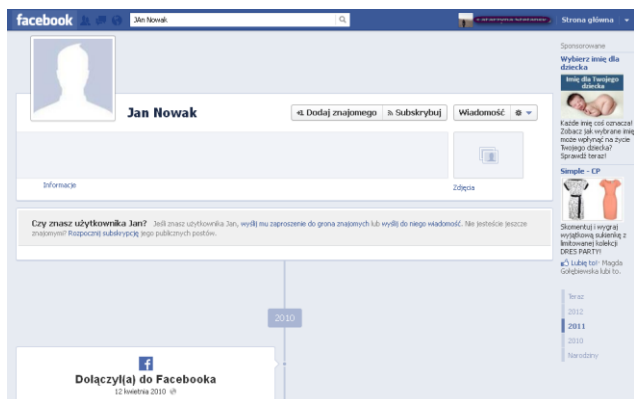 facebook
Jan Nowak
Strona główna
Jan Nowak
+1 Dodaj znajomego
Subskrybuj
Wiadomość
Informacje
Zdjęcia
Czy znasz użytkownika Jan? Jeśli znasz użytkownika Jan, wyślij mu zaproszenie do grona znajomych lub wyślij do niego wiadomość. Nie jesteście jeszcze
znajomymi? Rozpocznij subskrypcję jego publicznych postów.
2010
Dołączył(a) do Facebooka
12 kwietnia 2010
Sponsorowane
Wybierz imię dla
dziecka
Imię dla Twojego
dziecka
Każde imię coś oznacza!
Zobacz jak wybrane imię
może wpłynąć na życie
Twojego dziecka?
Sprawdź teraz!
Simple - CP
Skomentuj i wygraj
wyjątkową sukienkę z
limitowanej kolekcji
DRES PARTY!
Lubię to! · Magda
Gołębiewska lubi to.
Teraz
2012
2011
2010
Narodziny